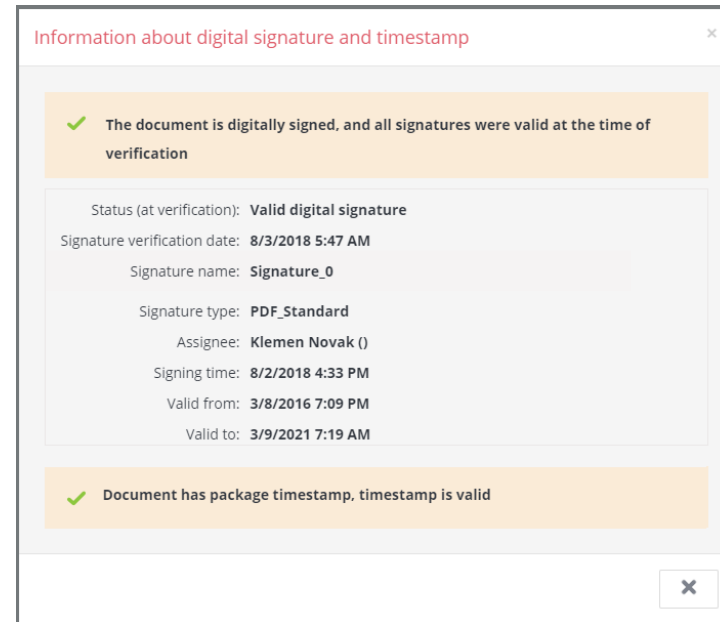 Information about digital signature and timestamp
The document is digitally signed, and all signatures were valid at the time of
verification
Status (at verification): Valid digital signature
Signature verification date: 8/3/2018 5:47 AM
Signature name: Signature_0
Signature type: PDF_Standard
Assignee: Klemen Novak ()
Signing time: 8/2/2018 4:33 PM
Valid from: 3/8/2016 7:09 PM
Valid to: 3/9/2021 7:19 AM
Document has package timestamp, timestamp is valid